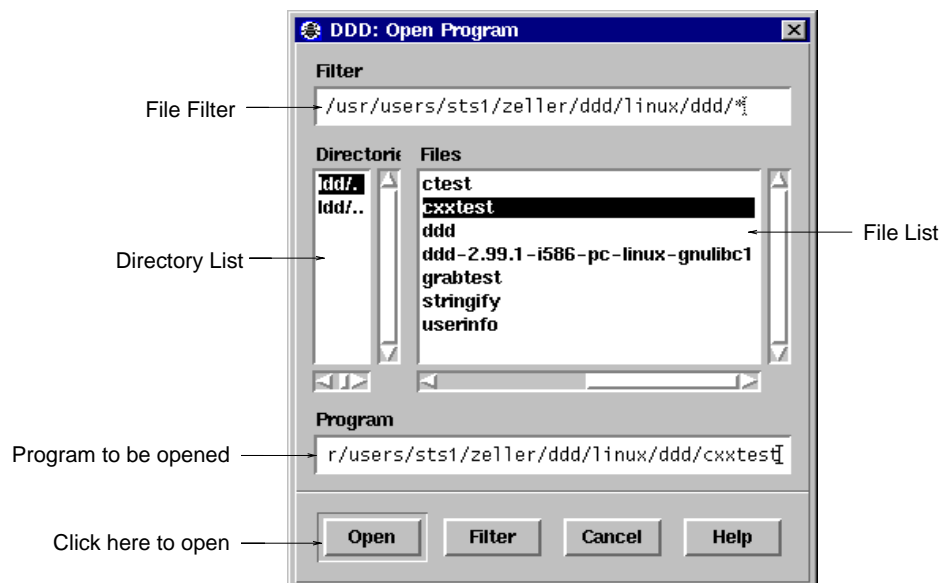 DDD: Open Program
Filter
File Filter
/usr/users/sts1/zeller/ddd/linux/ddd/*
Directorie
Files
ldd/.
ldd/..
ctest
cxxtest
ddd
ddd-2.99.1-i586-pc-linux-gnulibc1
grabtest
stringify
userinfo
Directory List
File List
Program
Program to be opened
r/users/sts1/zeller/ddd/linux/ddd/cxxtest
Click here to open
Open
Filter
Cancel
Help